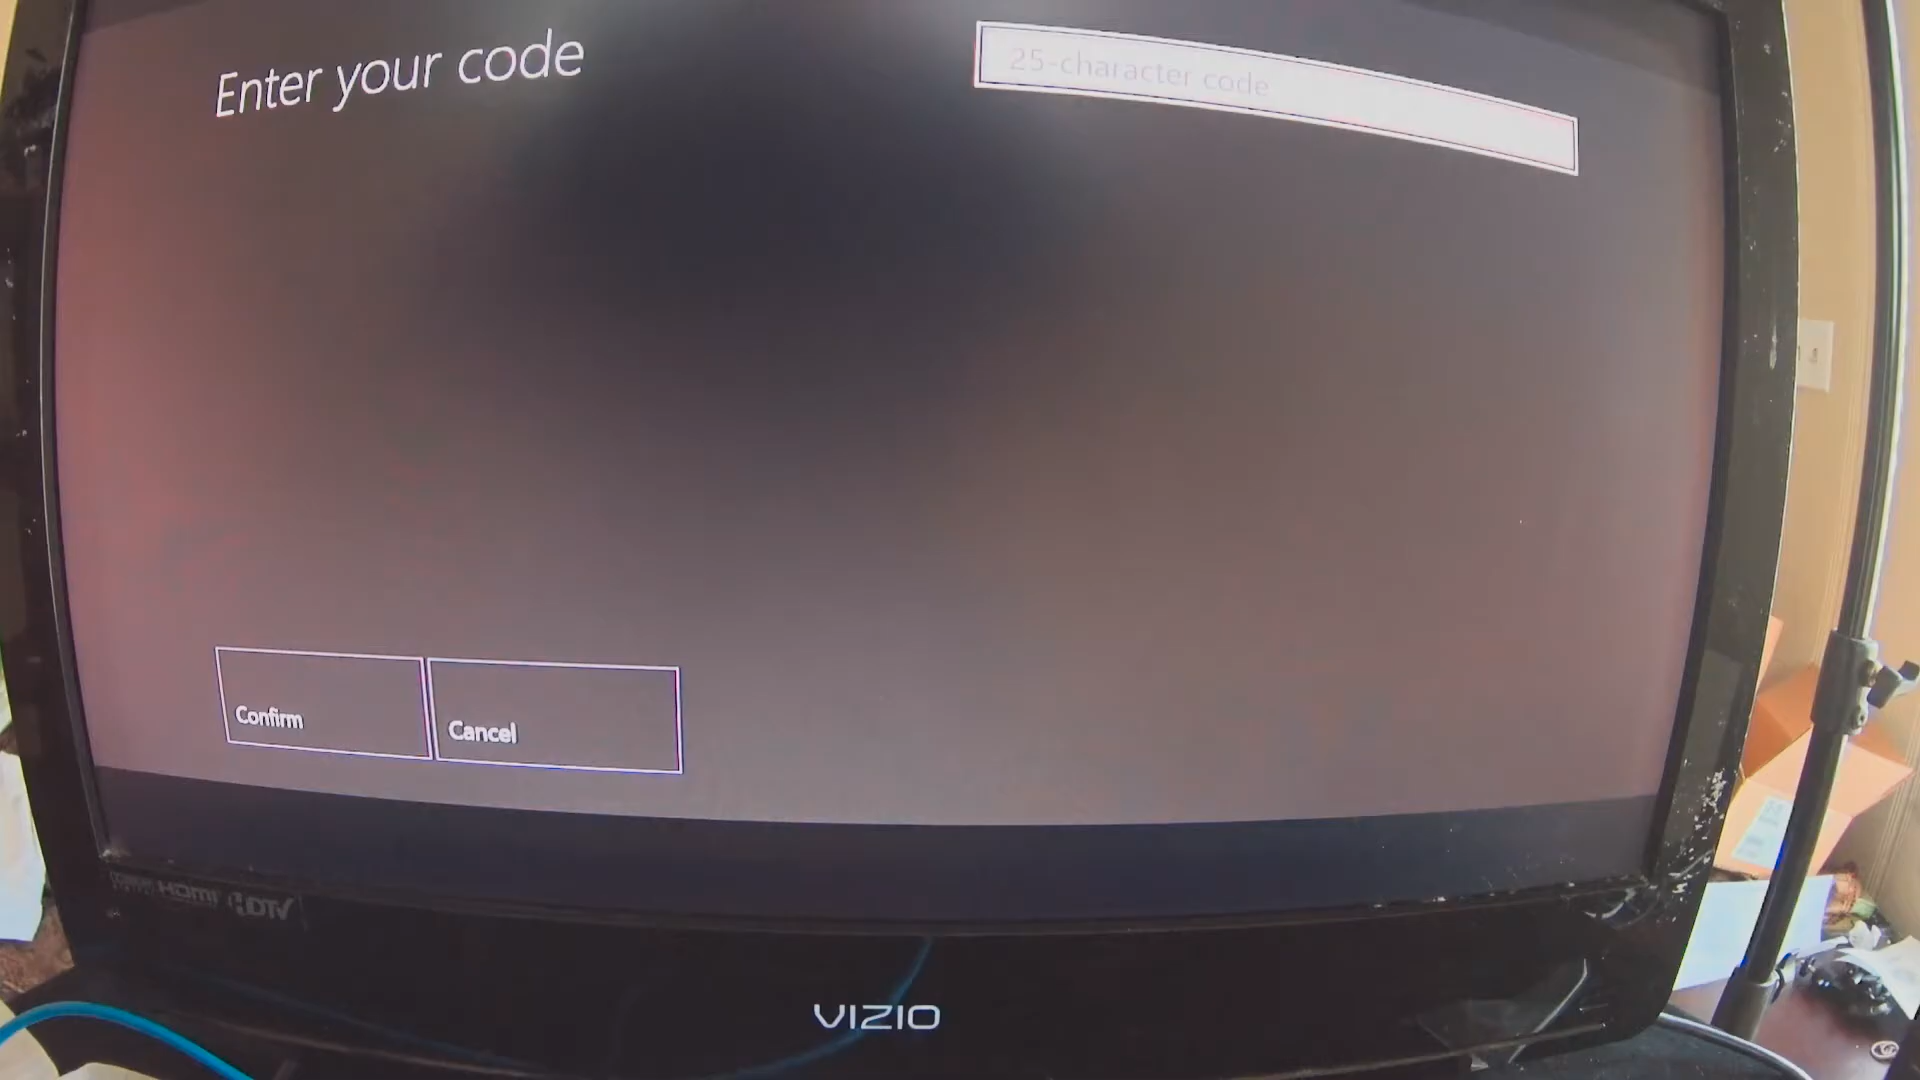 Enter your code
25-character code
Confirm
Cancel
HDMI HDTV
VIZIO